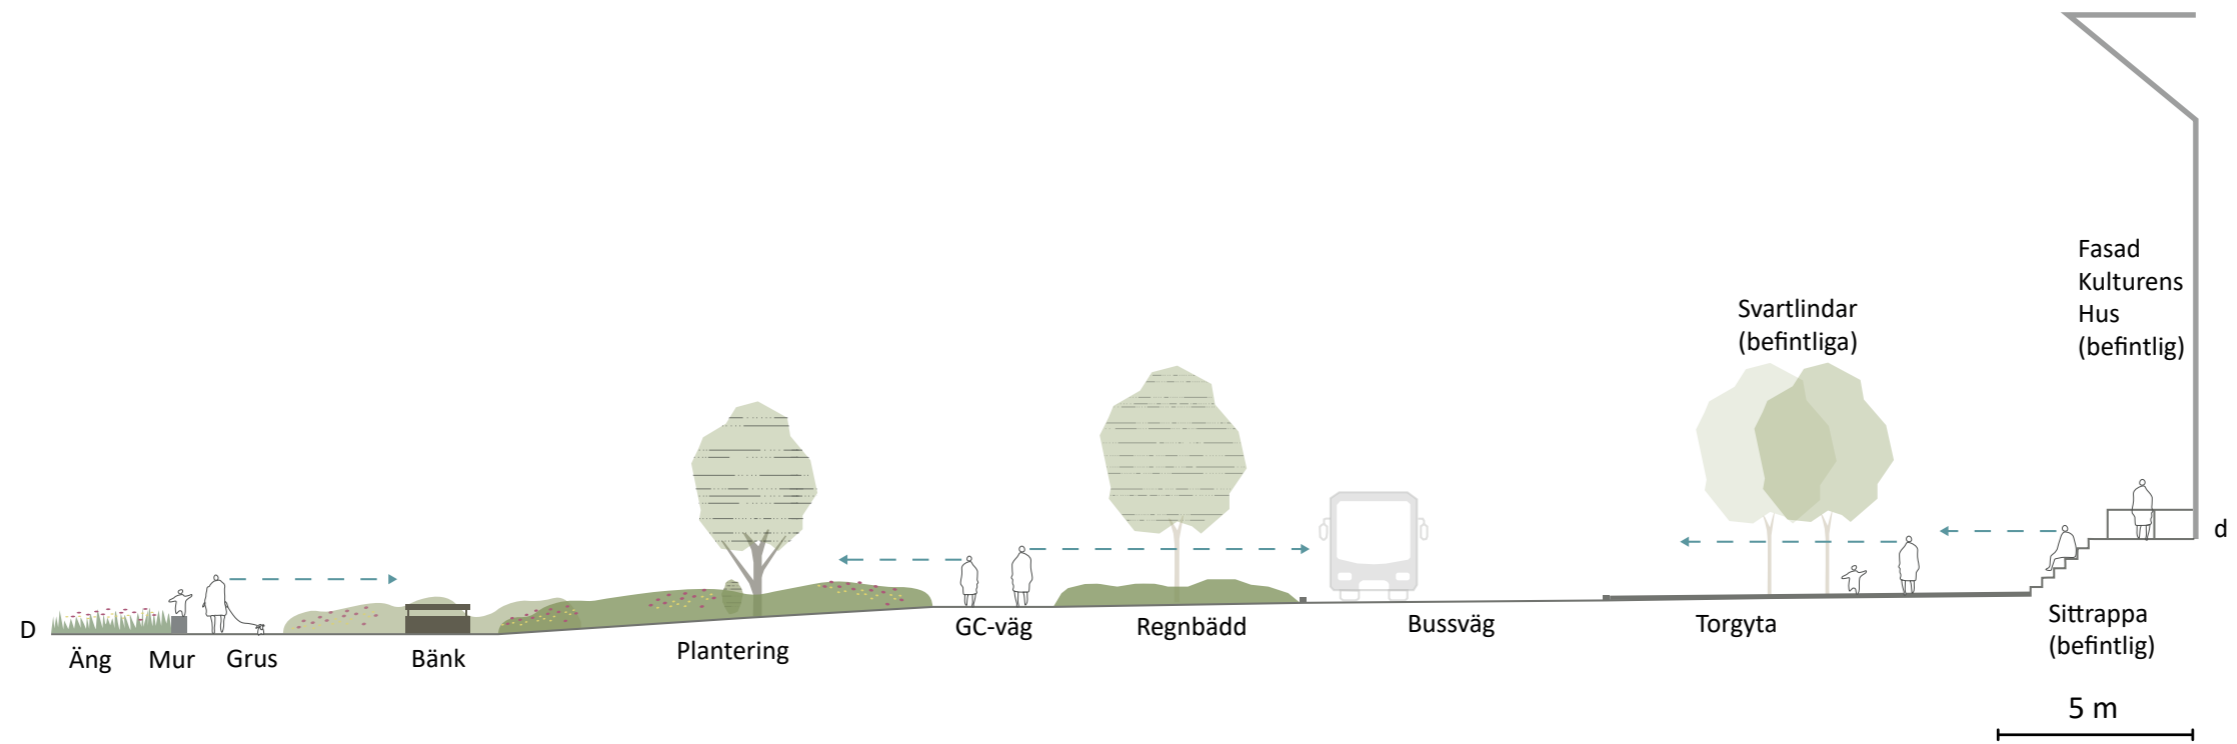 Fasad
Kulturens
Hus
(befintlig)
Svartlindar
(befintliga)
D
d
Äng
Mur
Grus
Bänk
Plantering
GC-väg
Regnbädd
Bussväg
Torgyta
Sittrappa
(befintlig)
5 m